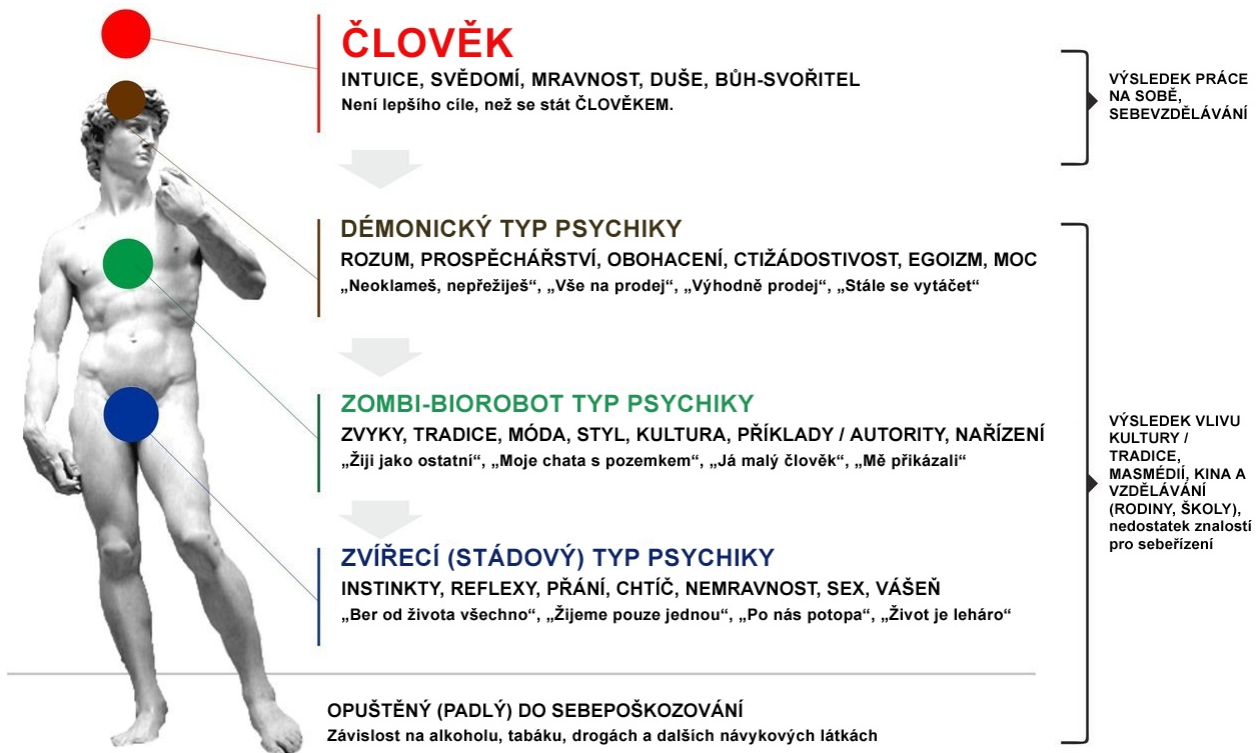 ČLOVĚK
INTUICE, SVĚDOMÍ, MRAVNOST, DUŠE, BŮH-SVOŘITEL
Není lepšího cíle, než se stát ČLOVĚKEM.
VÝSLEDEK PRÁCE
NA SOBĚ,
SEBEVZDĚLÁVÁNÍ
DÉMONICKÝ TYP PSYCHIKY
ROZUM, PROSPĚCHÁŘSTVÍ, OBOHACENÍ, CTIŽÁDOSTIVOST, EGOIZM, MOC
„Neoklameš, nepřežiješ“, „Vše na prodej“, „Výhodně prodej“, „Stále se vytáčet“
ZOMBI-BIOROBOT TYP PSYCHIKY
ZVYKY, TRADICE, MÓDA, STYL, KULTURA, PŘÍKLADY / AUTORITY, NAŘÍZENÍ
„Žiji jako ostatní“, „Moje chata s pozemkem“, „Já malý člověk“, „Mě přikázali“
VÝSLEDEK VLIVU
KULTURY /
TRADICE,
MASMÉDIÍ, KINA A
VZDĚLÁVÁNÍ
(RODINY, ŠKOLY),
nedostatek znalostí
pro sebeřízení
ZVÍŘECÍ (STÁDOVÝ) TYP PSYCHIKY
INSTINKTY, REFLEXY, PŘÁNÍ, CHTÍČ, NEMRAVNOST, SEX, VÁŠEŇ
„Ber od života všechno“, „Žijeme pouze jednou“, „Po nás potopa“, „Život je leháro“
OPUŠTĚNÝ (PADLÝ) DO SEBEPOŠKOZOVÁNÍ
Závislost na alkoholu, tabáku, drogách a dalších návykových látkách